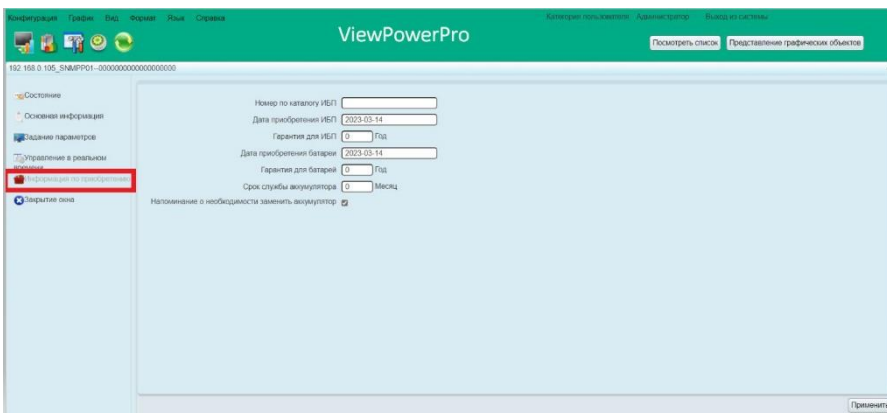 Конфигурация График Вид Формат Язык Справка
Категория пользователя: Администратор Выход из системы
ViewPowerPro
Посмотреть список Представление графических объектов
192.168.0.105_SNMPP01--0000000000000000000
Состояние
Основная информация
Задание параметров
Управление в реальном
времени
Информация по приобретению
Закрытие окна
Номер по каталогу ИБП
Дата приобретения ИБП 2023-03-14
Гарантия для ИБП 0 Год
Дата приобретения батареи 2023-03-14
Гарантия для батарей 0 Год
Срок службы аккумулятора 0 Месяц
Напоминание о необходимости заменить аккумулятор
Применить